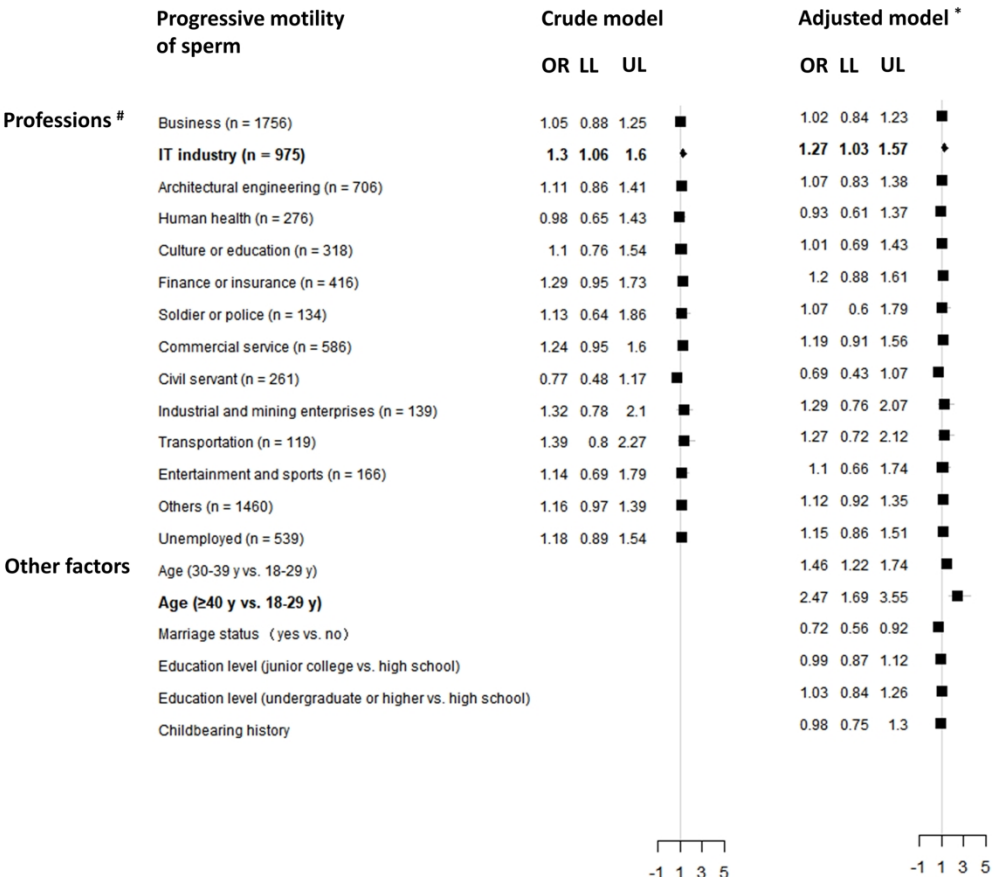 Progressive motility of sperm Crude model Adjusted model *
OR LL UL OR LL UL
Professions #
Business (n = 1756) 1.05 0.88 1.25 1.02 0.84 1.23
IT industry (n = 975) 1.3 1.06 1.6 1.27 1.03 1.57
Architectural engineering (n = 706) 1.11 0.86 1.41 1.07 0.83 1.38
Human health (n = 276) 0.98 0.65 1.43 0.93 0.61 1.37
Culture or education (n = 318) 1.1 0.76 1.54 1.01 0.69 1.43
Finance or insurance (n = 416) 1.29 0.95 1.73 1.2 0.88 1.61
Soldier or police (n = 134) 1.13 0.64 1.86 1.07 0.6 1.79
Commercial service (n = 586) 1.24 0.95 1.6 1.19 0.91 1.56
Civil servant (n = 261) 0.77 0.48 1.17 0.69 0.43 1.07
Industrial and mining enterprises (n = 139) 1.32 0.78 2.1 1.29 0.76 2.07
Transportation (n = 119) 1.39 0.8 2.27 1.27 0.72 2.12
Entertainment and sports (n = 166) 1.14 0.69 1.79 1.1 0.66 1.74
Others (n = 1460) 1.16 0.97 1.39 1.12 0.92 1.35
Unemployed (n = 539) 1.18 0.89 1.54 1.15 0.86 1.51
Other factors
Age (30-39 y vs. 18-29 y) 1.46 1.22 1.74
Age (≥40 y vs. 18-29 y) 2.47 1.69 3.55
Marriage status （yes vs. no） 0.72 0.56 0.92
Education level (junior college vs. high school) 0.99 0.87 1.12
Education level (undergraduate or higher vs. high school) 1.03 0.84 1.26
Childbearing history 0.98 0.75 1.3
-1 1 3 5 -1 1 3 5